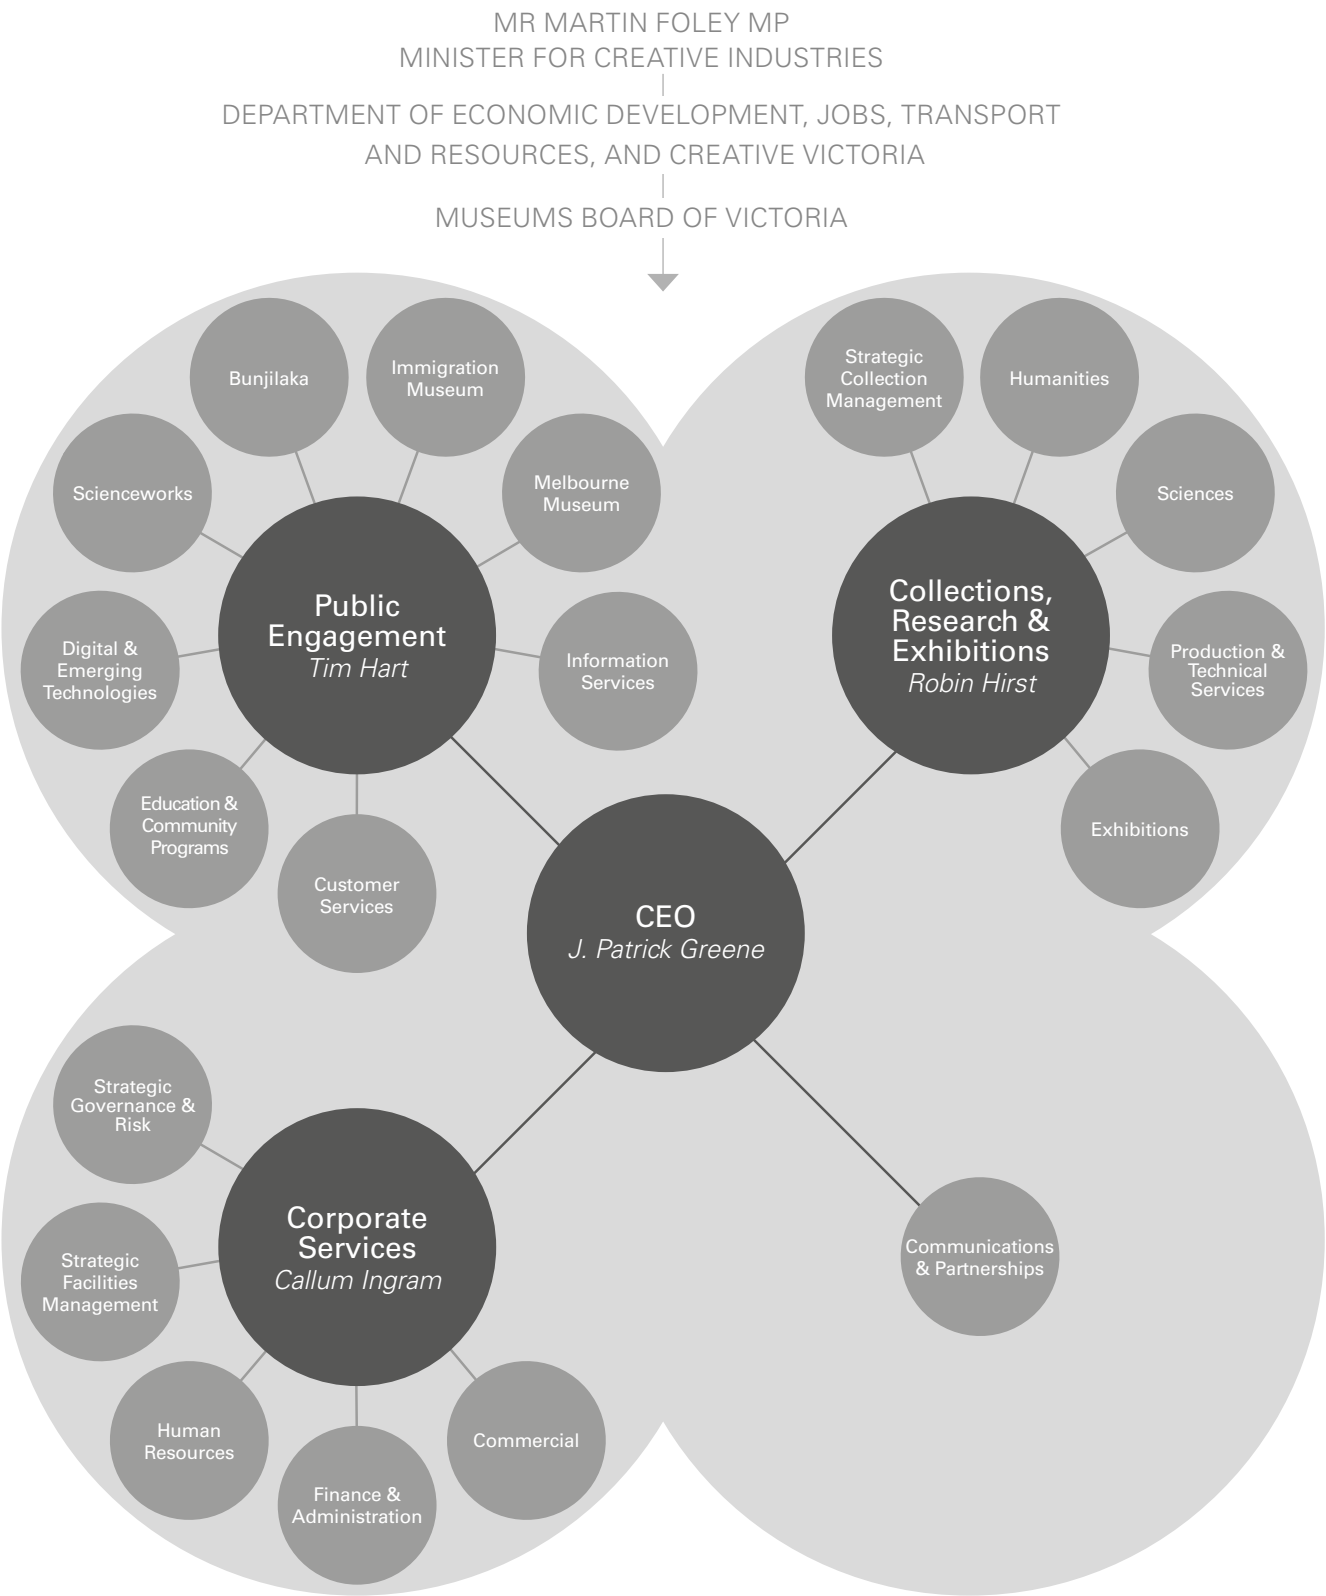 MR MARTIN FOLEY MP
MINISTER FOR CREATIVE INDUSTRIES
DEPARTMENT OF ECONOMIC DEVELOPMENT, JOBS, TRANSPORT
AND RESOURCES, AND CREATIVE VICTORIA
MUSEUMS BOARD OF VICTORIA
Bunjilaka
Immigration
Museum
Scienceworks
Melbourne
Museum
Public
Engagement
Tim Hart
Digital &
Emerging
Technologies
Information
Services
Education &
Community
Programs
Customer
Services
Strategic
Collection
Management
Humanities
Sciences
Collections,
Research &
Exhibitions
Robin Hirst
Production &
Technical
Services
Exhibitions
CEO
J. Patrick Greene
Strategic
Governance &
Risk
Corporate
Services
Callum Ingram
Strategic
Facilities
Management
Human
Resources
Finance &
Administration
Commercial
Communications
& Partnerships